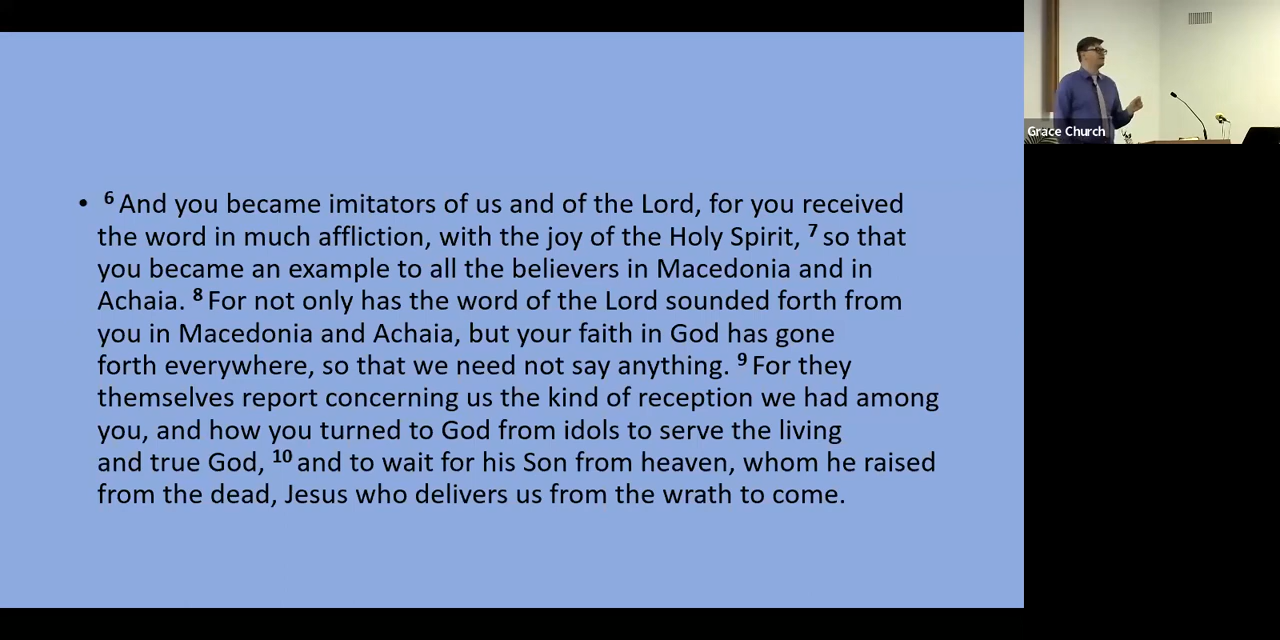 • 6 And you became imitators of us and of the Lord, for you received
the word in much affliction, with the joy of the Holy Spirit, 7 so that
you became an example to all the believers in Macedonia and in
Achaia. 8 For not only has the word of the Lord sounded forth from
you in Macedonia and Achaia, but your faith in God has gone
forth everywhere, so that we need not say anything. 9 For they
themselves report concerning us the kind of reception we had among
you, and how you turned to God from idols to serve the living
and true God, 10 and to wait for his Son from heaven, whom he raised
from the dead, Jesus who delivers us from the wrath to come.
Grace Church